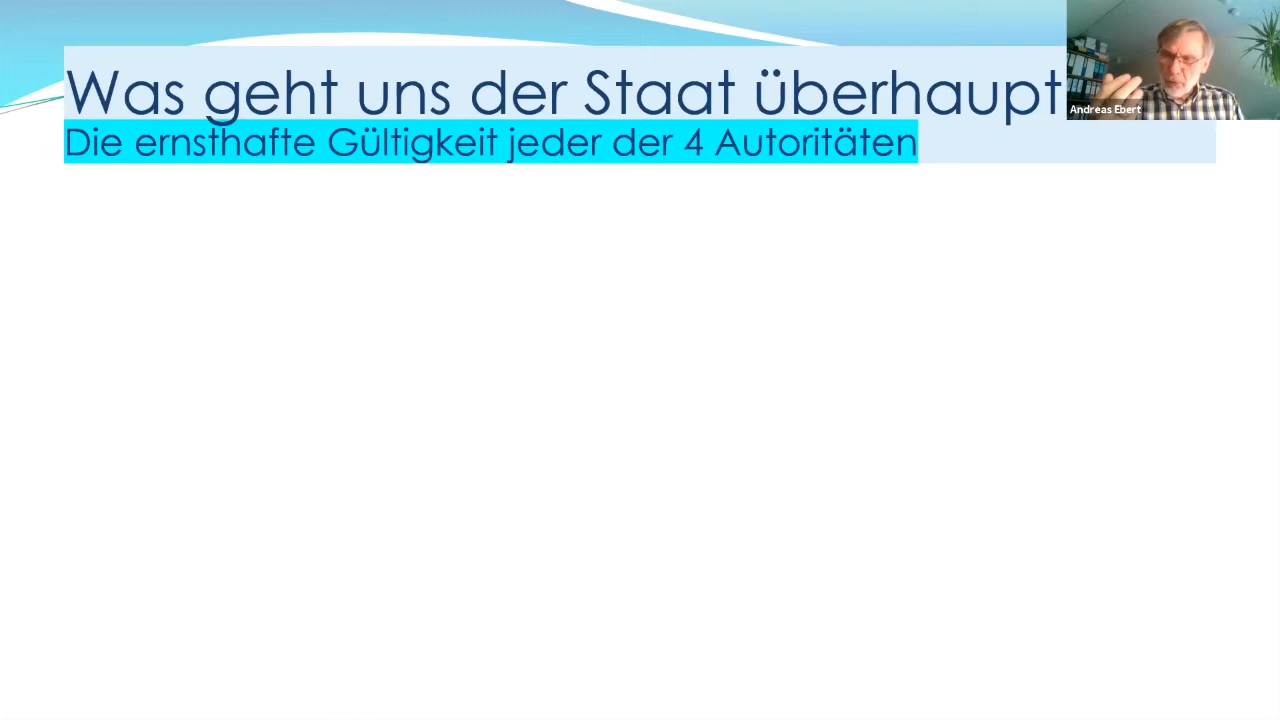 Was geht uns der Staat überhaupt
Die ernsthafte Gültigkeit jeder der 4 Autoritäten
Andreas Ebert